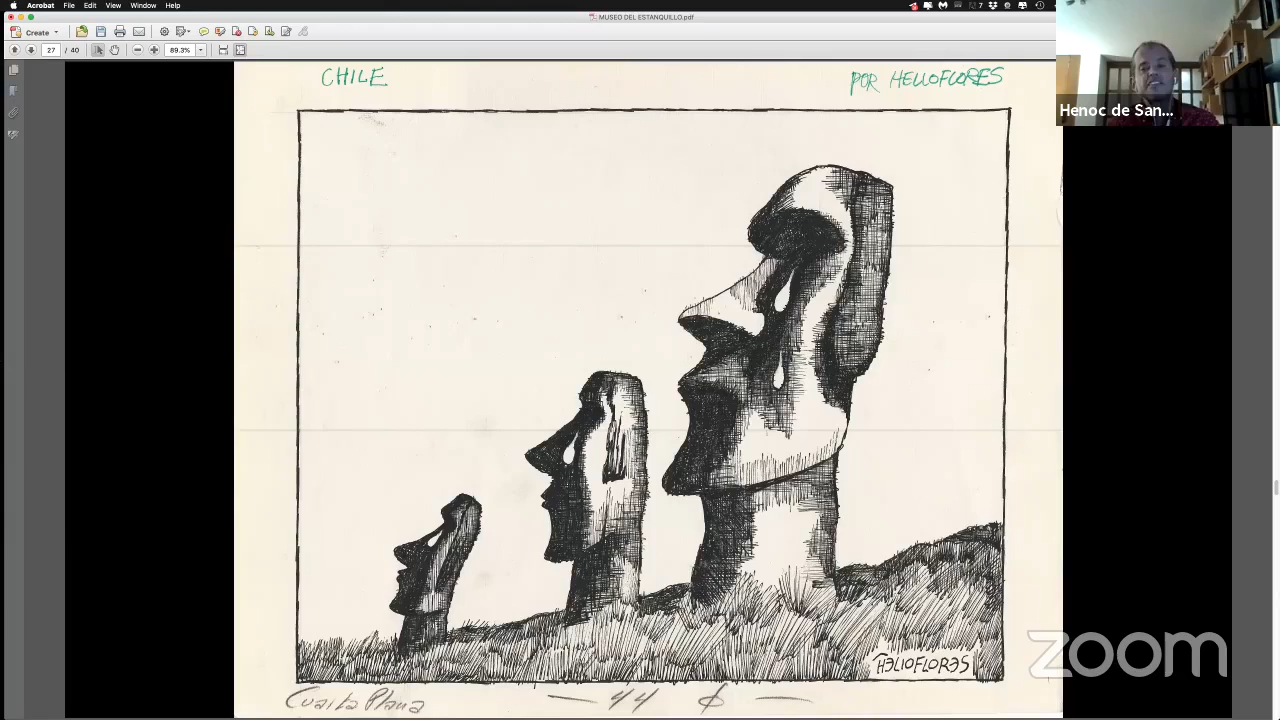 Acrobat File Edit View Window Help
7
MUSEO DEL ESTANQUILLO.pdf
Create
27 / 40
89.3%
Henoc de San...
CHILE
POR HELIOFLORES
HELIOFLORES
zoom
Cuarta Plana
— 44 ¢ —